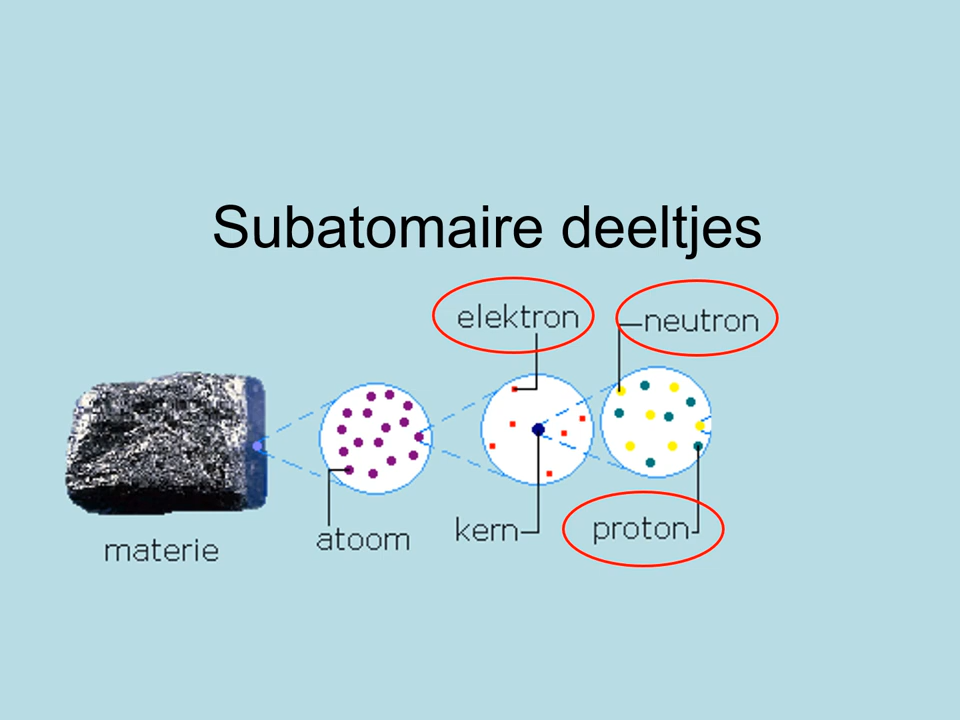 Subatomaire deeltjes
elektron
neutron
materie
atoom
kern
proton